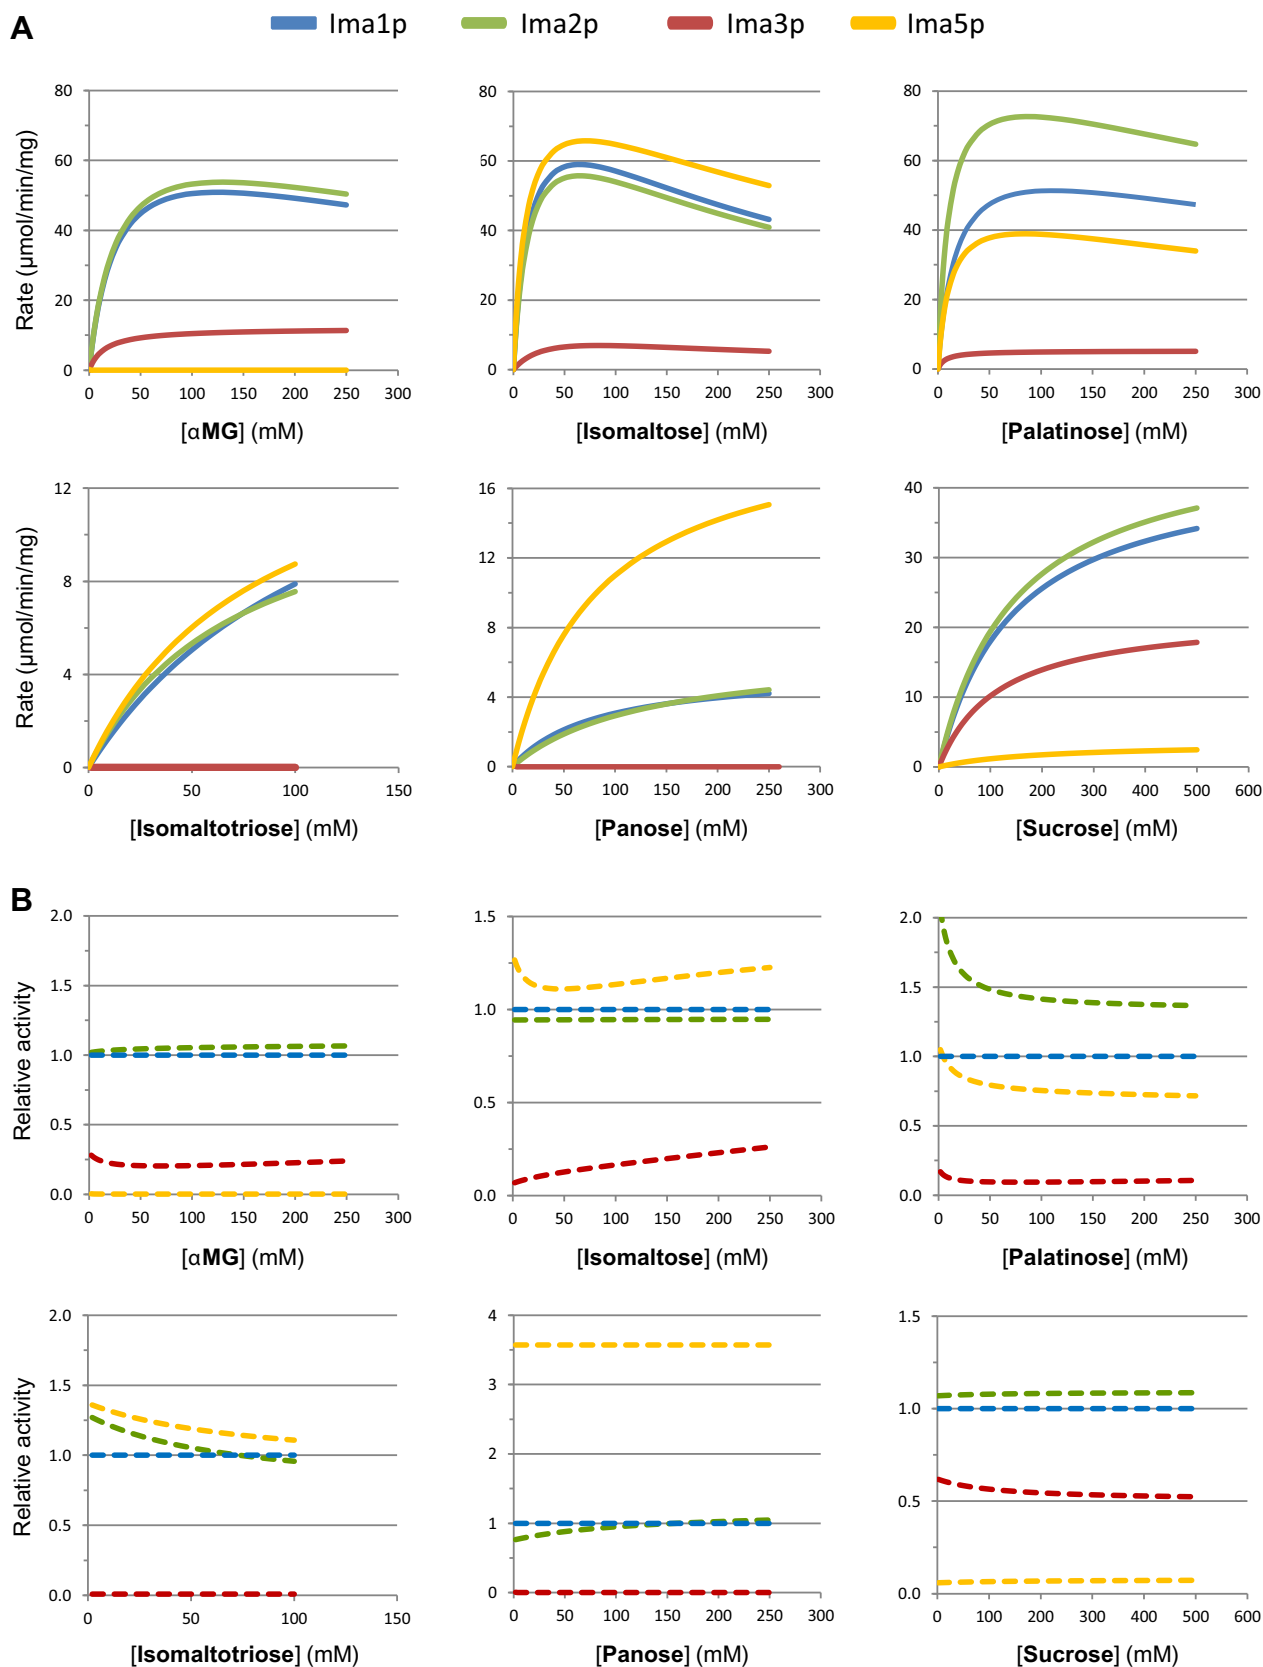 A
Ima1p Ima2p Ima3p Ima5p
Rate (µmol/min/mg)
80 60 40 20 0
0 50 100 150 200 250 300
[αMG] (mM)
80 60 40 20 0
0 50 100 150 200 250 300
[Isomaltose] (mM)
80 60 40 20 0
0 50 100 150 200 250 300
[Palatinose] (mM)
Rate (µmol/min/mg)
12 8 4 0
0 50 100 150
[Isomaltotriose] (mM)
16 12 8 4 0
0 50 100 150 200 250 300
[Panose] (mM)
40 30 20 10 0
0 100 200 300 400 500 600
[Sucrose] (mM)
B
Relative activity
2.0 1.5 1.0 0.5 0.0
0 50 100 150 200 250 300
[αMG] (mM)
1.5 1.0 0.5 0.0
0 50 100 150 200 250 300
[Isomaltose] (mM)
2.0 1.5 1.0 0.5 0.0
0 50 100 150 200 250 300
[Palatinose] (mM)
Relative activity
2.0 1.5 1.0 0.5 0.0
0 50 100 150
[Isomaltotriose] (mM)
4 3 2 1 0
0 50 100 150 200 250 300
[Panose] (mM)
1.5 1.0 0.5 0.0
0 100 200 300 400 500 600
[Sucrose] (mM)